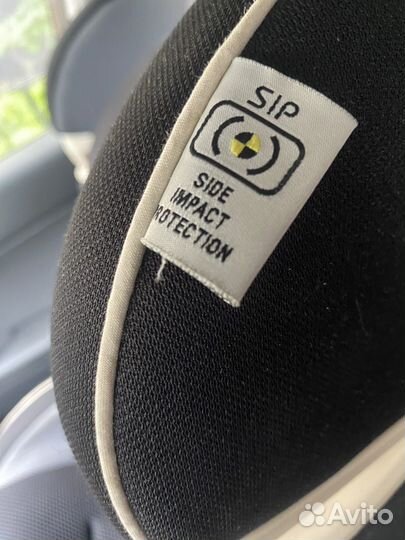 SIP
SIDE
IMPACT
PROTECTION
Avito